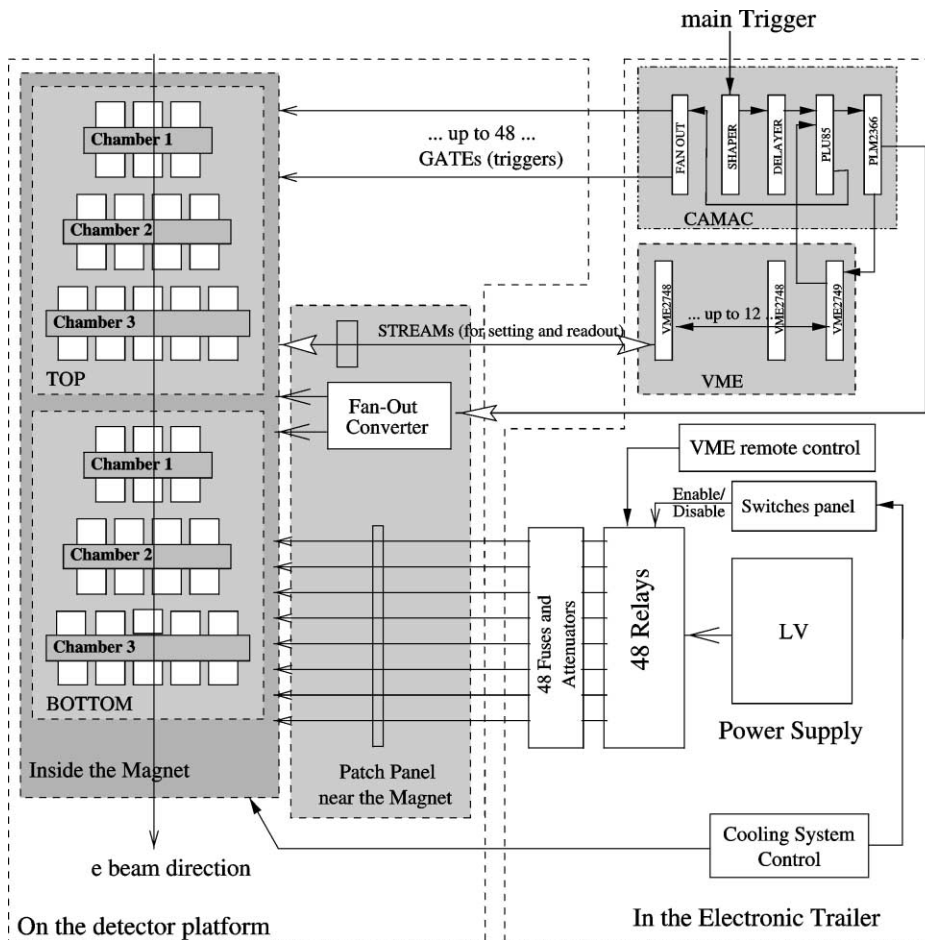 main Trigger
Chamber 1
Chamber 2
Chamber 3
TOP
... up to 48 ...
GATEs (triggers)
FAN OUT
SHAPER
DELAYER
PLU85
PLM2366
CAMAC
VME2748
... up to 12 ...
VME2748
VME2749
VME
STREAMs (for setting and readout)
Fan-Out
Converter
Chamber 1
Chamber 2
Chamber 3
BOTTOM
VME remote control
Enable/
Disable
Switches panel
48 Fuses and
Attenuators
48 Relays
LV
Power Supply
Inside the Magnet
Patch Panel
near the Magnet
Cooling System
Control
e beam direction
On the detector platform
In the Electronic Trailer